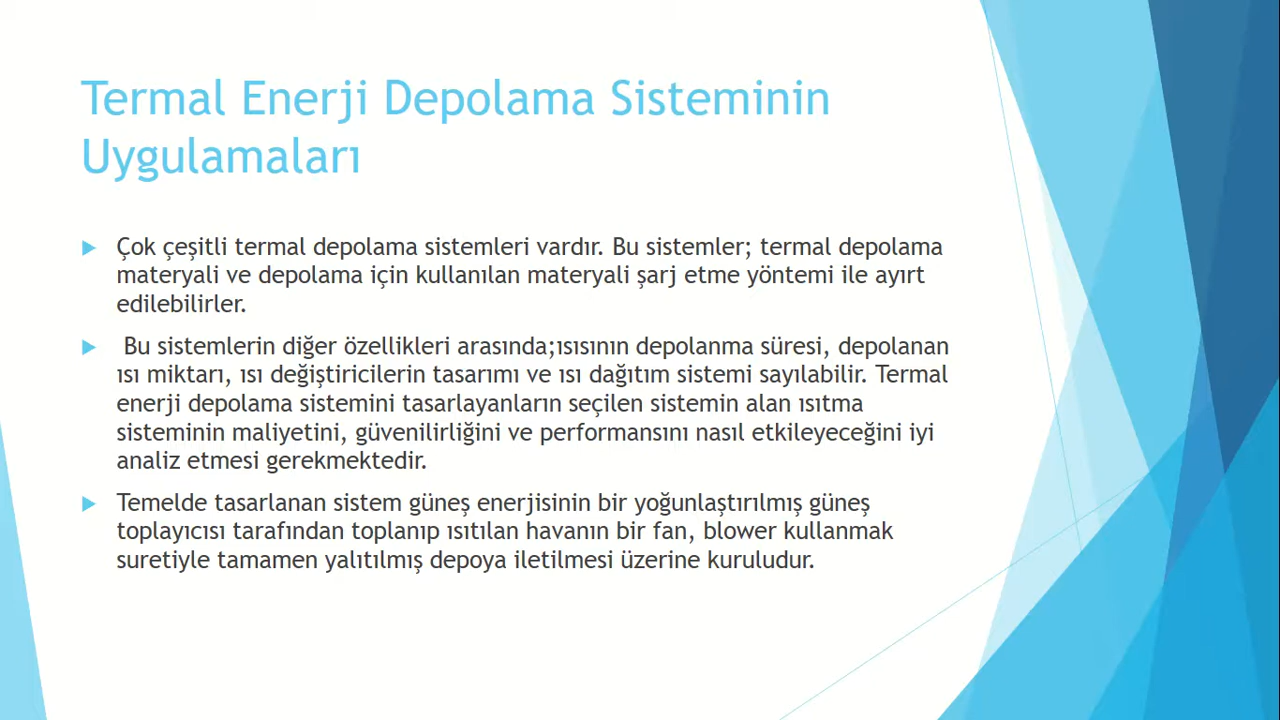 Termal Enerji Depolama Sisteminin
Uygulamaları
Çok çeşitli termal depolama sistemleri vardır. Bu sistemler; termal depolama
materyali ve depolama için kullanılan materyali şarj etme yöntemi ile ayırt
edilebilirler.
Bu sistemlerin diğer özellikleri arasında;ısısının depolanma süresi, depolanan
ısı miktarı, ısı değiştiricilerin tasarımı ve ısı dağıtım sistemi sayılabilir. Termal
enerji depolama sistemini tasarlayanların seçilen sistemin alan ısıtma
sisteminin maliyetini, güvenilirliğini ve performansını nasıl etkileyeceğini iyi
analiz etmesi gerekmektedir.
Temelde tasarlanan sistem güneş enerjisinin bir yoğunlaştırılmış güneş
toplayıcısı tarafından toplanıp ısıtılan havanın bir fan, blower kullanmak
suretiyle tamamen yalıtılmış depoya iletilmesi üzerine kuruludur.